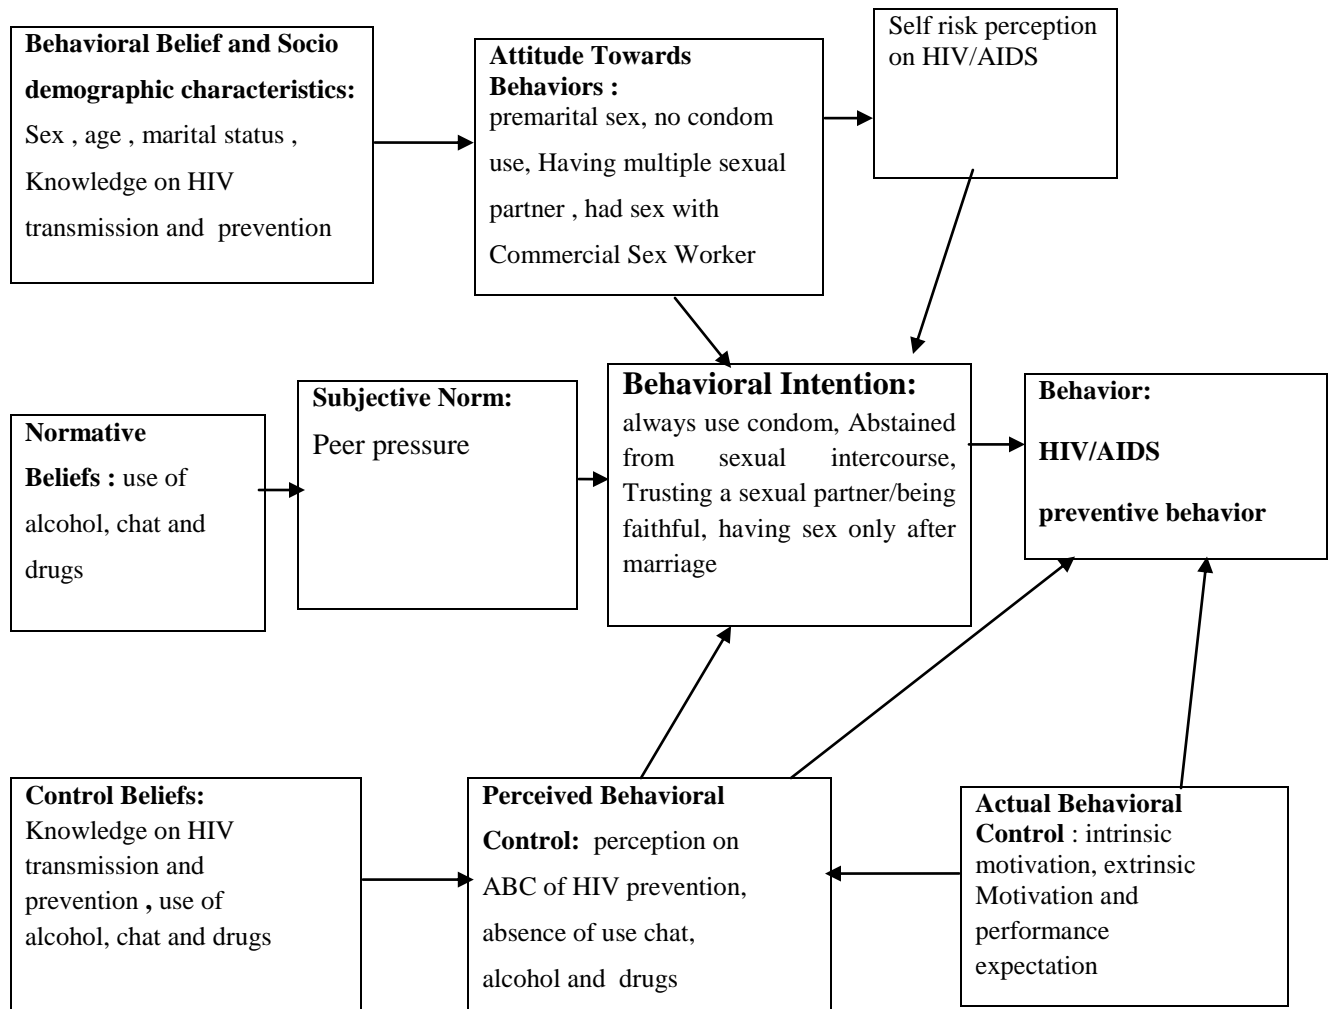 Behavioral Belief and Socio
demographic characteristics:
Sex , age , marital status ,
Knowledge on HIV
transmission and prevention
Attitude Towards
Behaviors :
premarital sex, no condom
use, Having multiple sexual
partner , had sex with
Commercial Sex Worker
Self risk perception
on HIV/AIDS
Normative
Beliefs : use of
alcohol, chat and
drugs
Subjective Norm:
Peer pressure
Behavioral Intention:
always use condom, Abstained
from sexual intercourse,
Trusting a sexual partner/being
faithful, having sex only after
marriage
Behavior:
HIV/AIDS
preventive behavior
Control Beliefs:
Knowledge on HIV
transmission and
prevention , use of
alcohol, chat and drugs
Perceived Behavioral
Control: perception on
ABC of HIV prevention,
absence of use chat,
alcohol and drugs
Actual Behavioral
Control : intrinsic
motivation, extrinsic
Motivation and
performance
expectation